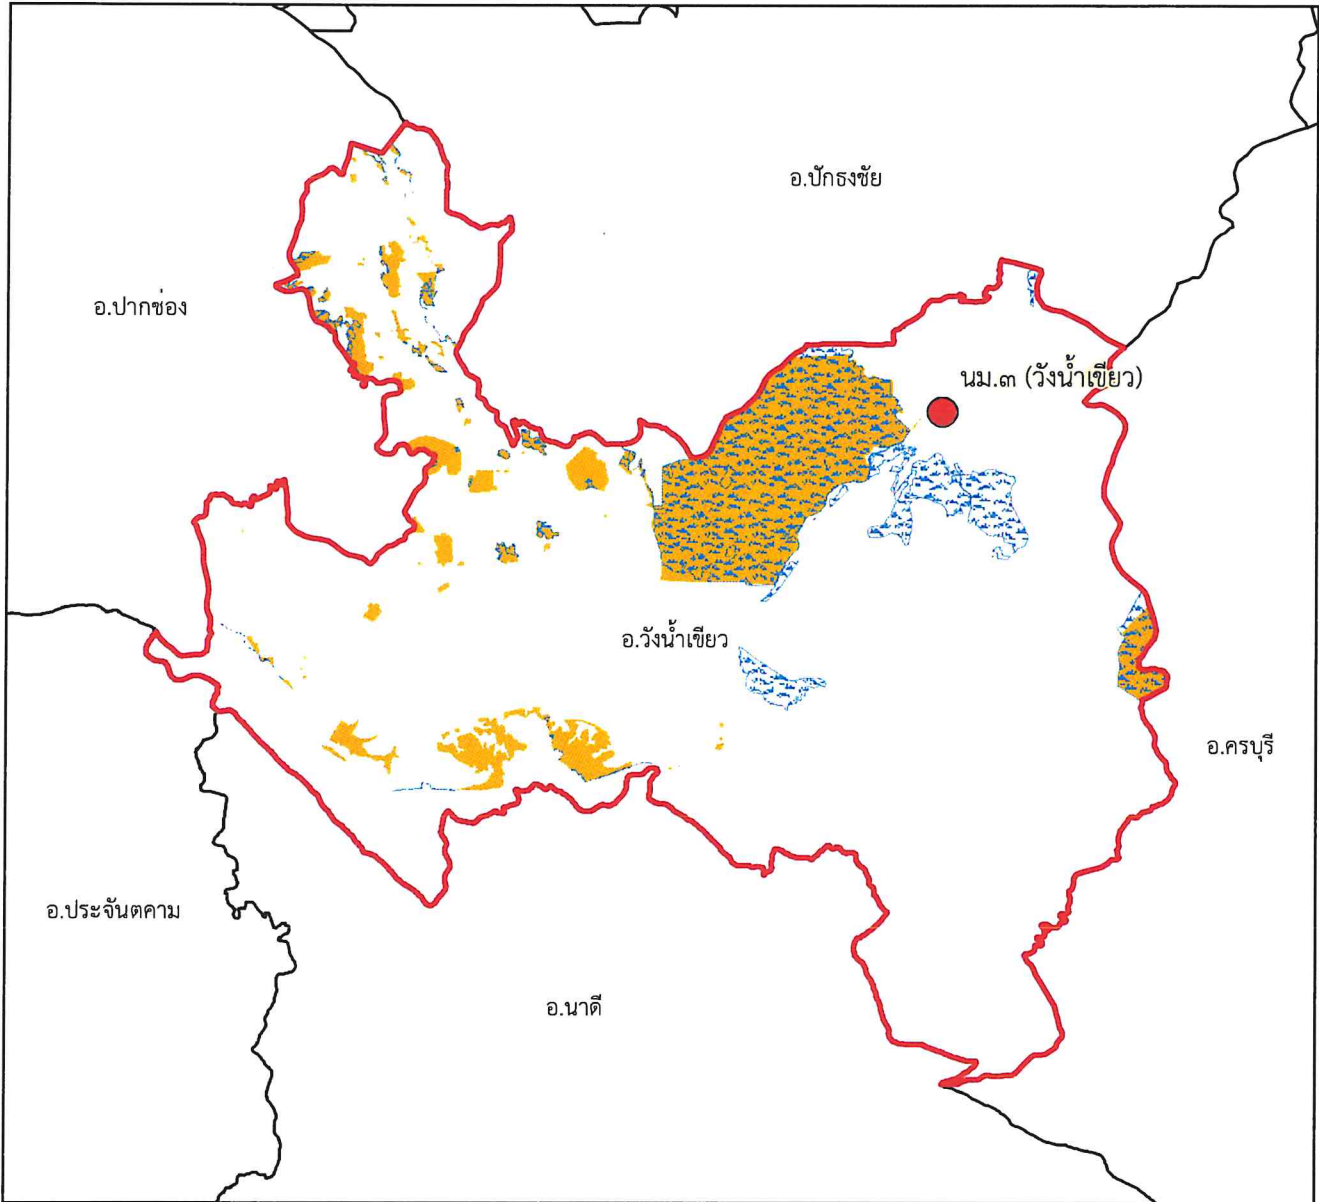 อ.ปักธงชัย
อ.ปากช่อง
นม.๓ (วังน้ำเขียว)
อ.วังน้ำเขียว
อ.ครบุรี
อ.ประจันตคาม
อ.นาดี